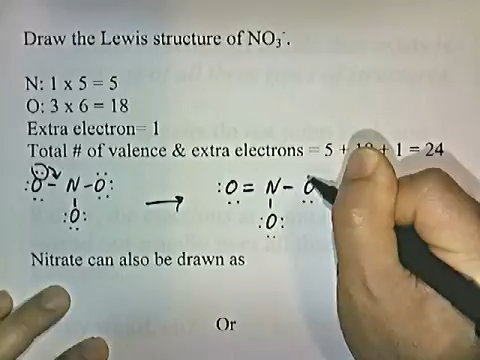 Draw the Lewis structure of NO₃⁻.
N: 1 x 5 = 5
O: 3 x 6 = 18
Extra electron= 1
Total # of valence & extra electrons = 5 + 18 + 1 = 24
:O - N - O: → :O = N - O
:O: :O:
Nitrate can also be drawn as
Or